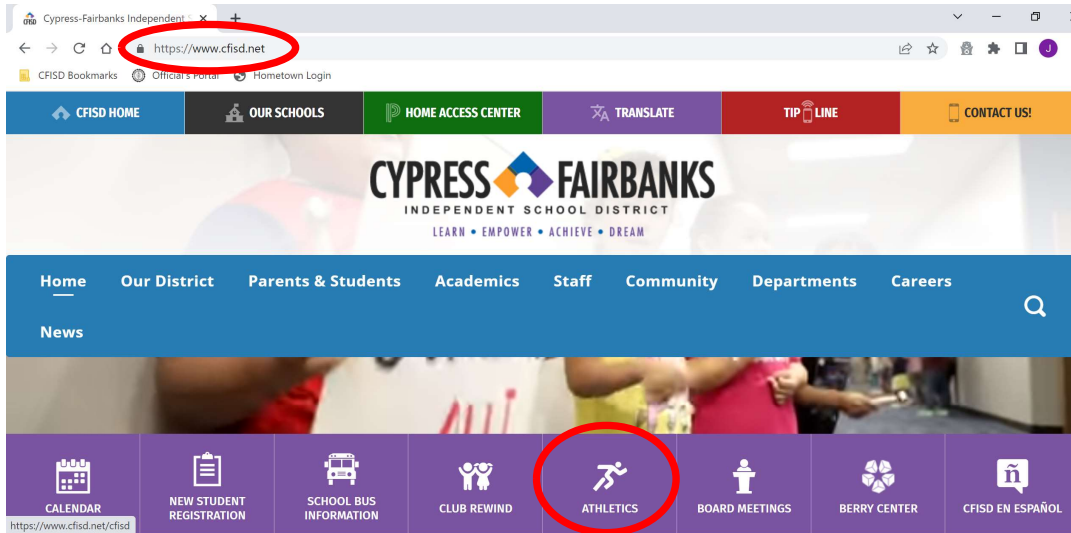 Cypress-Fairbanks Independent S
https://www.cfisd.net
CFISD Bookmarks Official's Portal Hometown Login
CFISD HOME OUR SCHOOLS HOME ACCESS CENTER TRANSLATE TIP LINE CONTACT US!
CYPRESS FAIRBANKS
INDEPENDENT SCHOOL DISTRICT
LEARN • EMPOWER • ACHIEVE • DREAM
Home Our District Parents & Students Academics Staff Community Departments Careers
News
ALL
CALENDAR NEW STUDENT REGISTRATION SCHOOL BUS INFORMATION CLUB REWIND ATHLETICS BOARD MEETINGS BERRY CENTER ñ CFISD EN ESPAÑOL
https://www.cfisd.net/cfisd